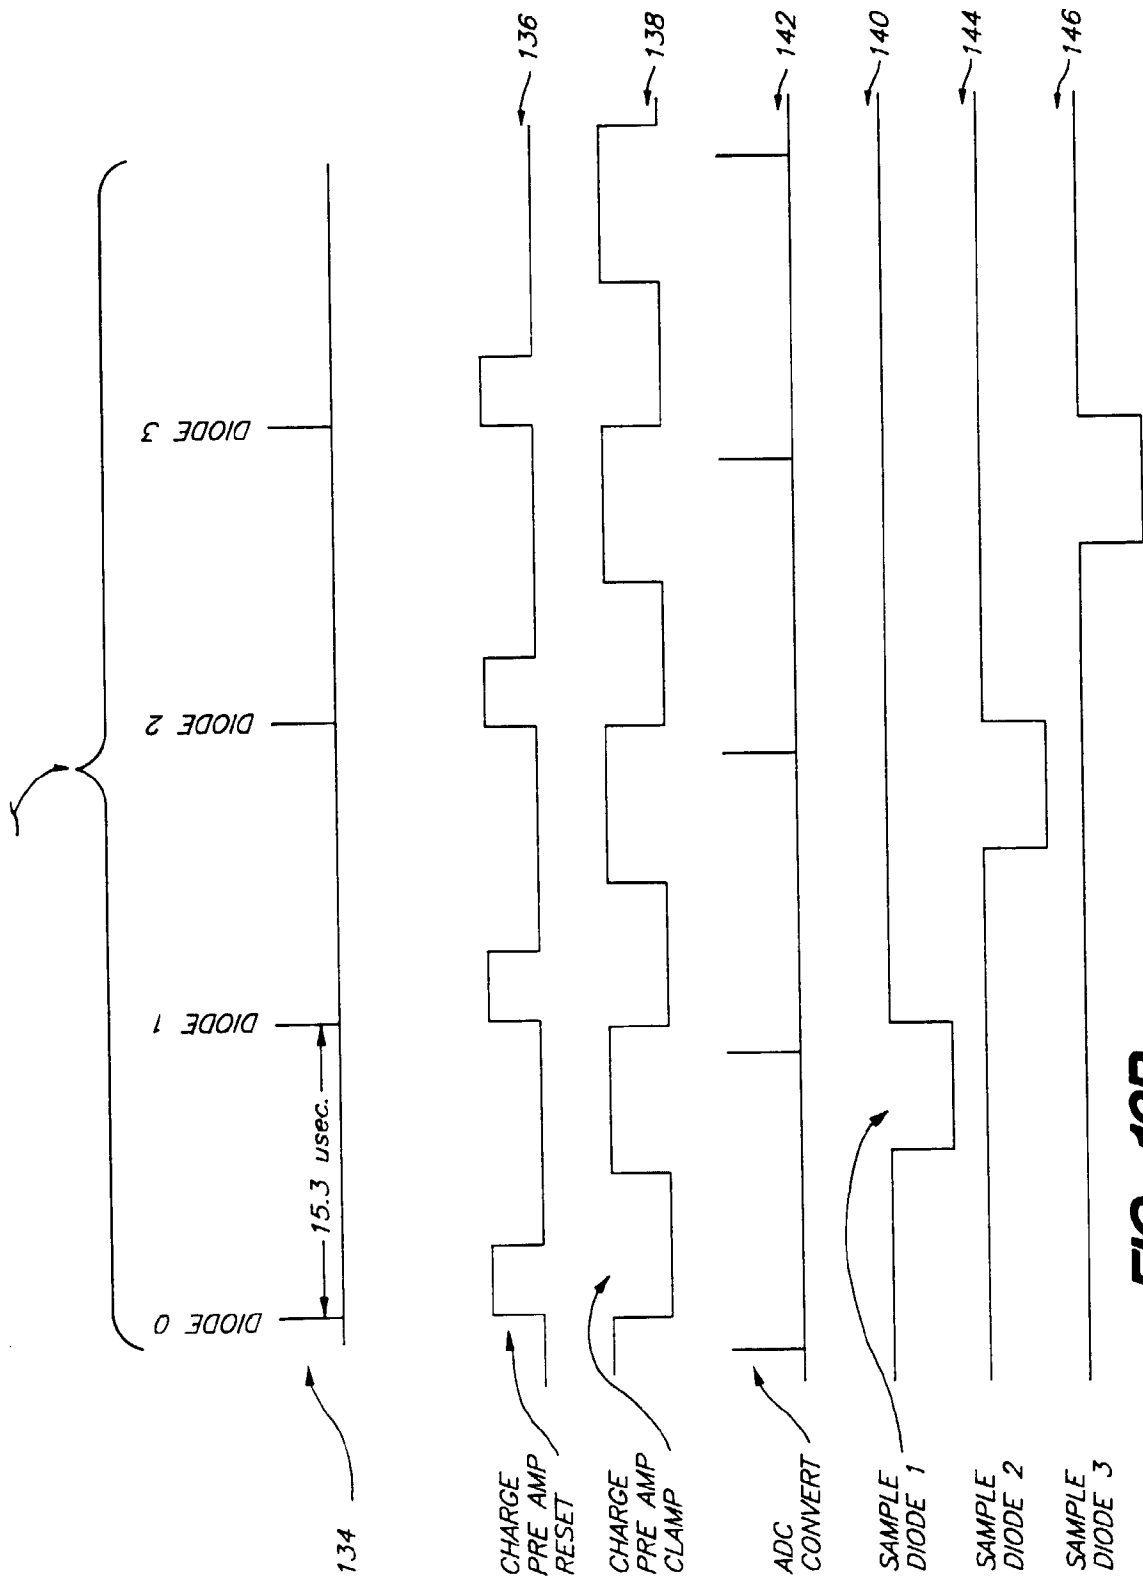 134
DIODE 0
DIODE 1
DIODE 2
DIODE 3
15.3 usec.
CHARGE
PRE AMP
RESET
136
CHARGE
PRE AMP
CLAMP
138
ADC
CONVERT
142
SAMPLE
DIODE 1
140
SAMPLE
DIODE 2
144
SAMPLE
DIODE 3
146
FIG.